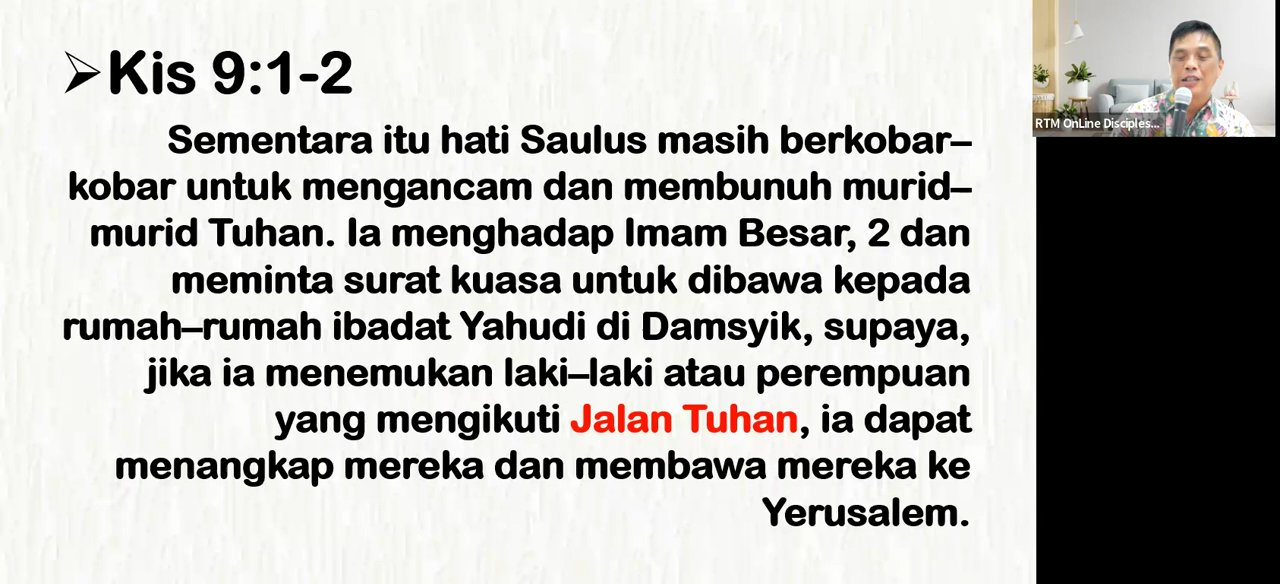 ➢Kis 9:1-2
Sementara itu hati Saulus masih berkobar–
kobar untuk mengancam dan membunuh murid–
murid Tuhan. Ia menghadap Imam Besar, 2 dan
meminta surat kuasa untuk dibawa kepada
rumah–rumah ibadat Yahudi di Damsyik, supaya,
jika ia menemukan laki–laki atau perempuan
yang mengikuti Jalan Tuhan, ia dapat
menangkap mereka dan membawa mereka ke
Yerusalem.
RTM OnLine Disciples...